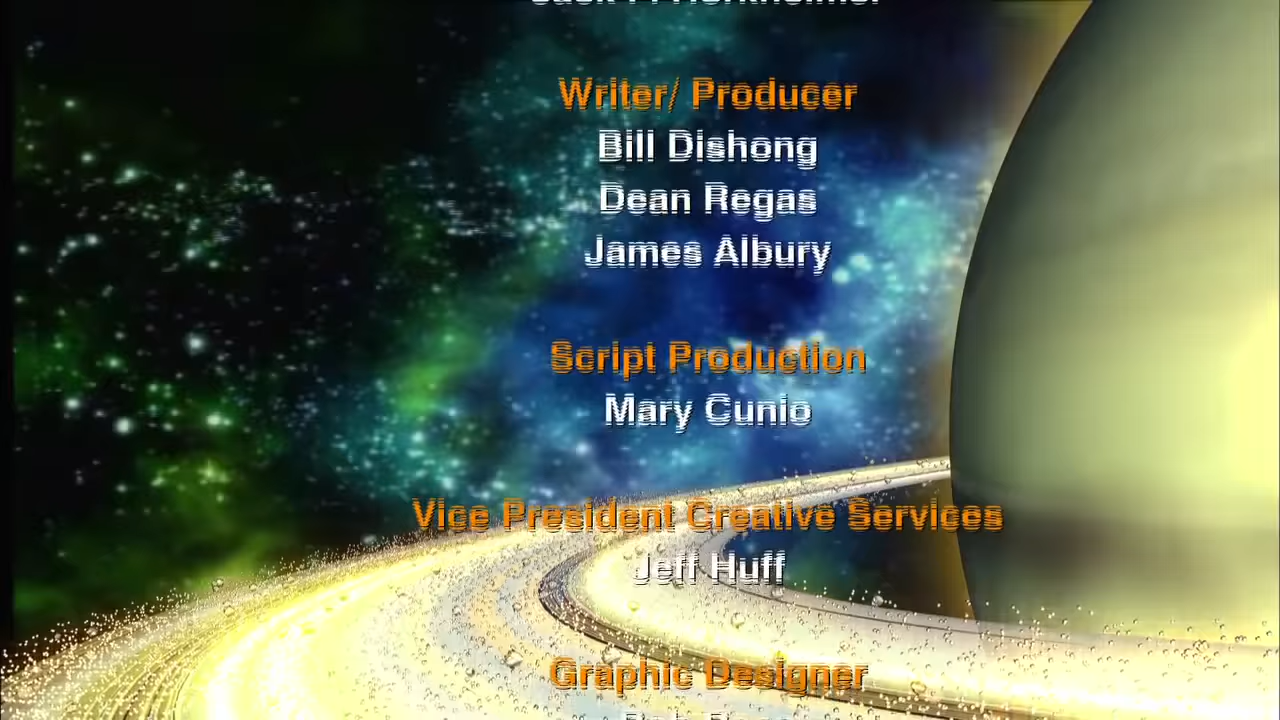 Writer/ Producer
Bill Dishong
Dean Regas
James Albury
Script Production
Mary Cunio
Vice President Creative Services
Jeff Huff
Graphic Designer